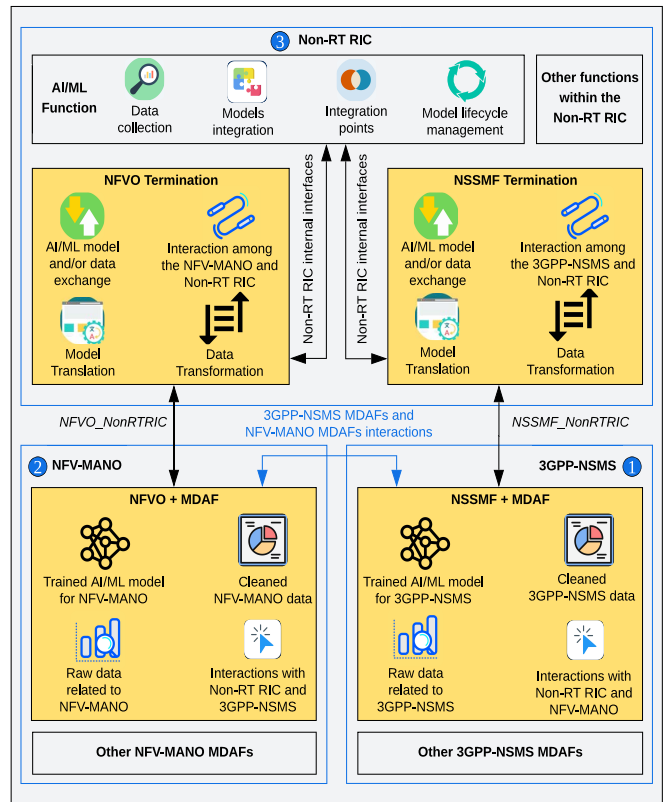 3 Non-RT RIC
AI/ML
Function
Data
collection
Models
integration
Integration
points
Model lifecycle
management
Other functions
within the
Non-RT RIC
NFVO Termination
AI/ML model
and/or data
exchange
Interaction among
the NFV-MANO and
Non-RT RIC
Model
Translation
Data
Transformation
Non-RT RIC internal interfaces
Non-RT RIC internal interfaces
NSSMF Termination
AI/ML model
and/or data
exchange
Interaction among
the 3GPP-NSMS and
Non-RT RIC
Model
Translation
Data
Transformation
NFVO_NonRTRIC
3GPP-NSMS MDAFs and
NFV-MANO MDAFs interactions
NSSMF_NonRTRIC
2 NFV-MANO
NFVO + MDAF
Trained AI/ML model
for NFV-MANO
Cleaned
NFV-MANO data
Raw data
related to
NFV-MANO
Interactions with
Non-RT RIC and
3GPP-NSMS
Other NFV-MANO MDAFs
3GPP-NSMS 1
NSSMF + MDAF
Trained AI/ML model
for 3GPP-NSMS
Cleaned
3GPP-NSMS data
Raw data
related to
3GPP-NSMS
Interactions with
Non-RT RIC and
NFV-MANO
Other 3GPP-NSMS MDAFs